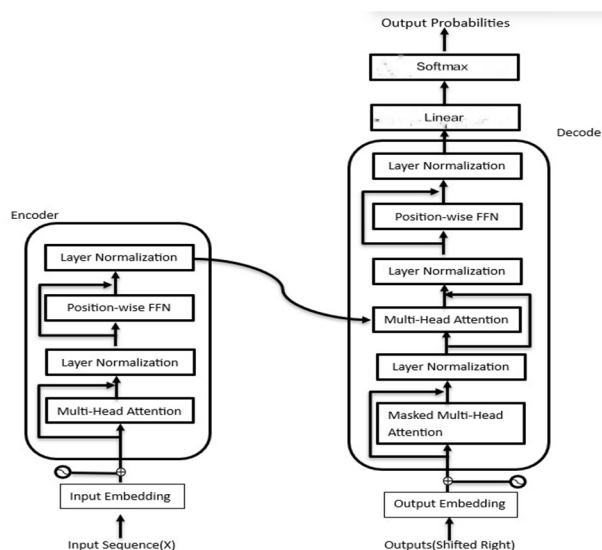 Output Probabilities
Softmax
Linear
Decode
Layer Normalization
Position-wise FFN
Layer Normalization
Multi-Head Attention
Layer Normalization
Masked Multi-Head
Attention
Output Embedding
Outputs(Shifted Right)
Encoder
Layer Normalization
Position-wise FFN
Layer Normalization
Multi-Head Attention
Input Embedding
Input Sequence(X)